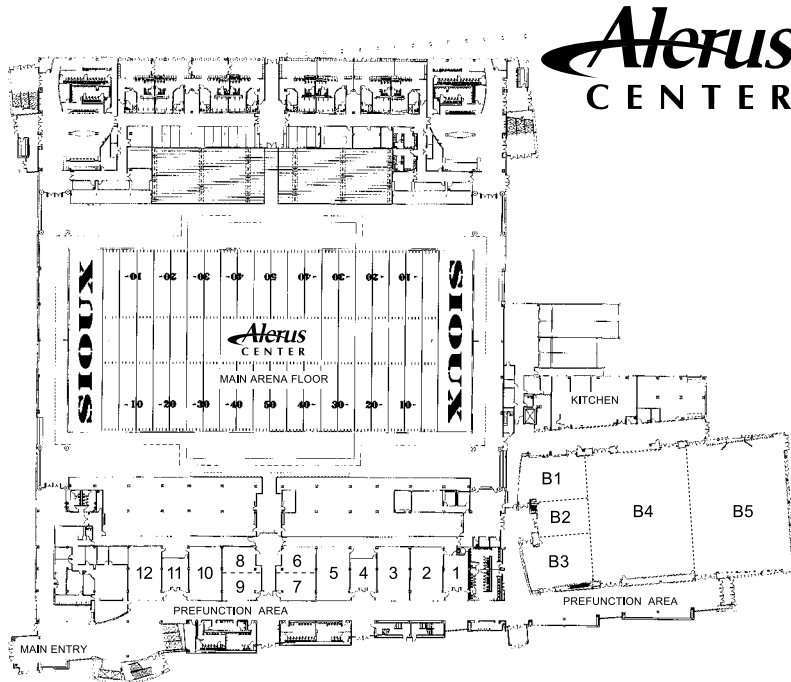 Alerus
CENTER
SIOUX
-10 -20 -30 -40 50 40- 30- 20- 10-
Alerus
CENTER
MAIN ARENA FLOOR
-10 -20 -30 -40 50 40- 30- 20- 10-
SIOUX
KITCHEN
B1
B2
B3
B4
B5
12
11
10
8
9
6
7
5
4
3
2
1
PREFUNCTION AREA
PREFUNCTION AREA
MAIN ENTRY